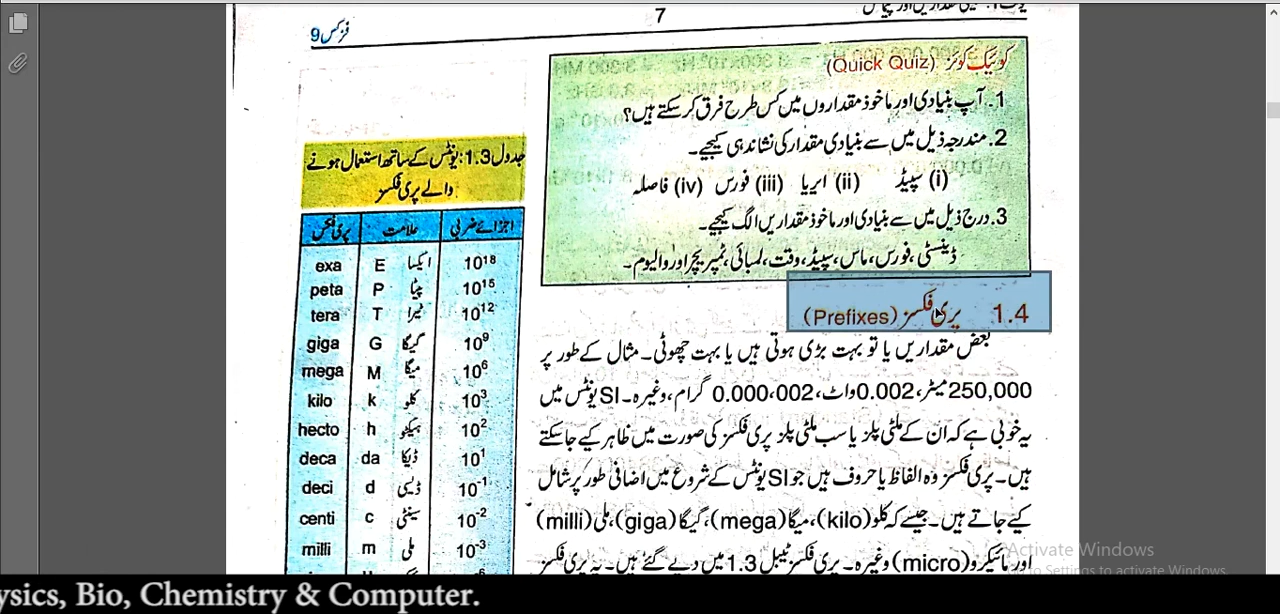 7
فزکس 9
کوئیک کوئز (Quick Quiz)
1. آپ بنیادی اور ماخوذ مقداروں میں کس طرح فرق کر سکتے ہیں؟
2. مندرجہ ذیل میں سے بنیادی مقدار کی نشاندہی کیجیے۔
(i) سپیڈ (ii) ایریا (iii) فورس (iv) فاصلہ
3. درج ذیل میں سے بنیادی اور ماخوذ مقداریں الگ کیجیے۔
ڈینسٹی، فورس، ماس، سپیڈ، وقت، لمبائی، ٹمپریچر اور والیوم۔
1.4 پری فکسز (Prefixes)
بعض مقداریں یا تو بہت بڑی ہوتی ہیں یا بہت چھوٹی۔ مثال کے طور پر
250,000 میٹر، 0.002 واٹ، 0.000,002 گرام، وغیرہ۔ SI یونٹس میں
یہ خوبی ہے کہ ان کے ملٹی پلز یا سب ملٹی پلز پری فکسز کی صورت میں ظاہر کیے جا سکتے
ہیں۔ پری فکسز وہ الفاظ یا حروف ہیں جو SI یونٹس کے شروع میں اضافی طور پر شامل
کیے جاتے ہیں۔ جیسے کہ کلو (kilo)، میگا (mega)، گیگا (giga)، ملی (milli)
اور مائیکرو (micro) وغیرہ۔ پری فکسز ٹیبل 1.3 میں دیے گئے ہیں۔ یہ پری فکسز
جدول 1.3: یونٹس کے ساتھ استعمال ہونے
والے پری فکسز
اجزائے ضربی علامت پری فکس
10¹⁸ ایکسا E exa
10¹⁵ پیٹا P peta
10¹² ٹیرا T tera
10⁹ گیگا G giga
10⁶ میگا M mega
10³ کلو k kilo
10² ہیکٹو h hecto
10¹ ڈیکا da deca
10⁻¹ ڈیسی d deci
10⁻² سینٹی c centi
10⁻³ ملی m milli
Activate Windows
Go to Settings to activate Windows.
ysics, Bio, Chemistry & Computer.